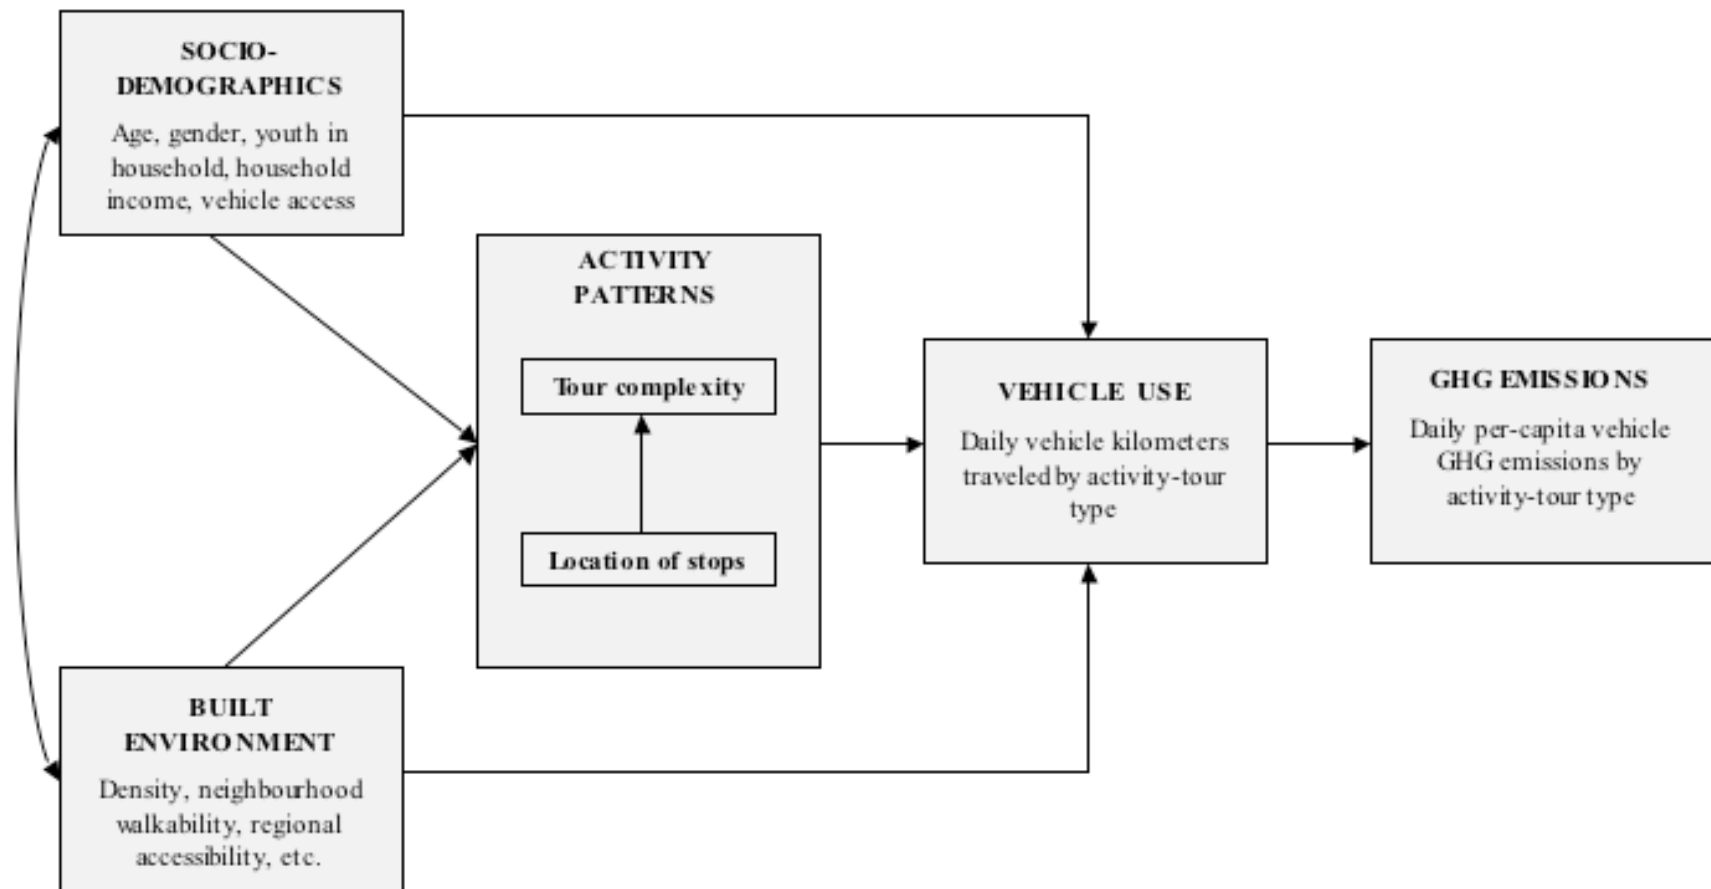 SOCIO-
DEMOGRAPHICS
Age, gender, youth in
household, household
income, vehicle access
ACTIVITY
PATTERNS
Tour complexity
Location of stops
VEHICLE USE
Daily vehicle kilometers
traveled by activity-tour
type
GHG EMISSIONS
Daily per-capita vehicle
GHG emissions by
activity-tour type
BUILT
ENVIRONMENT
Density, neighbourhood
walkability, regional
accessibility, etc.